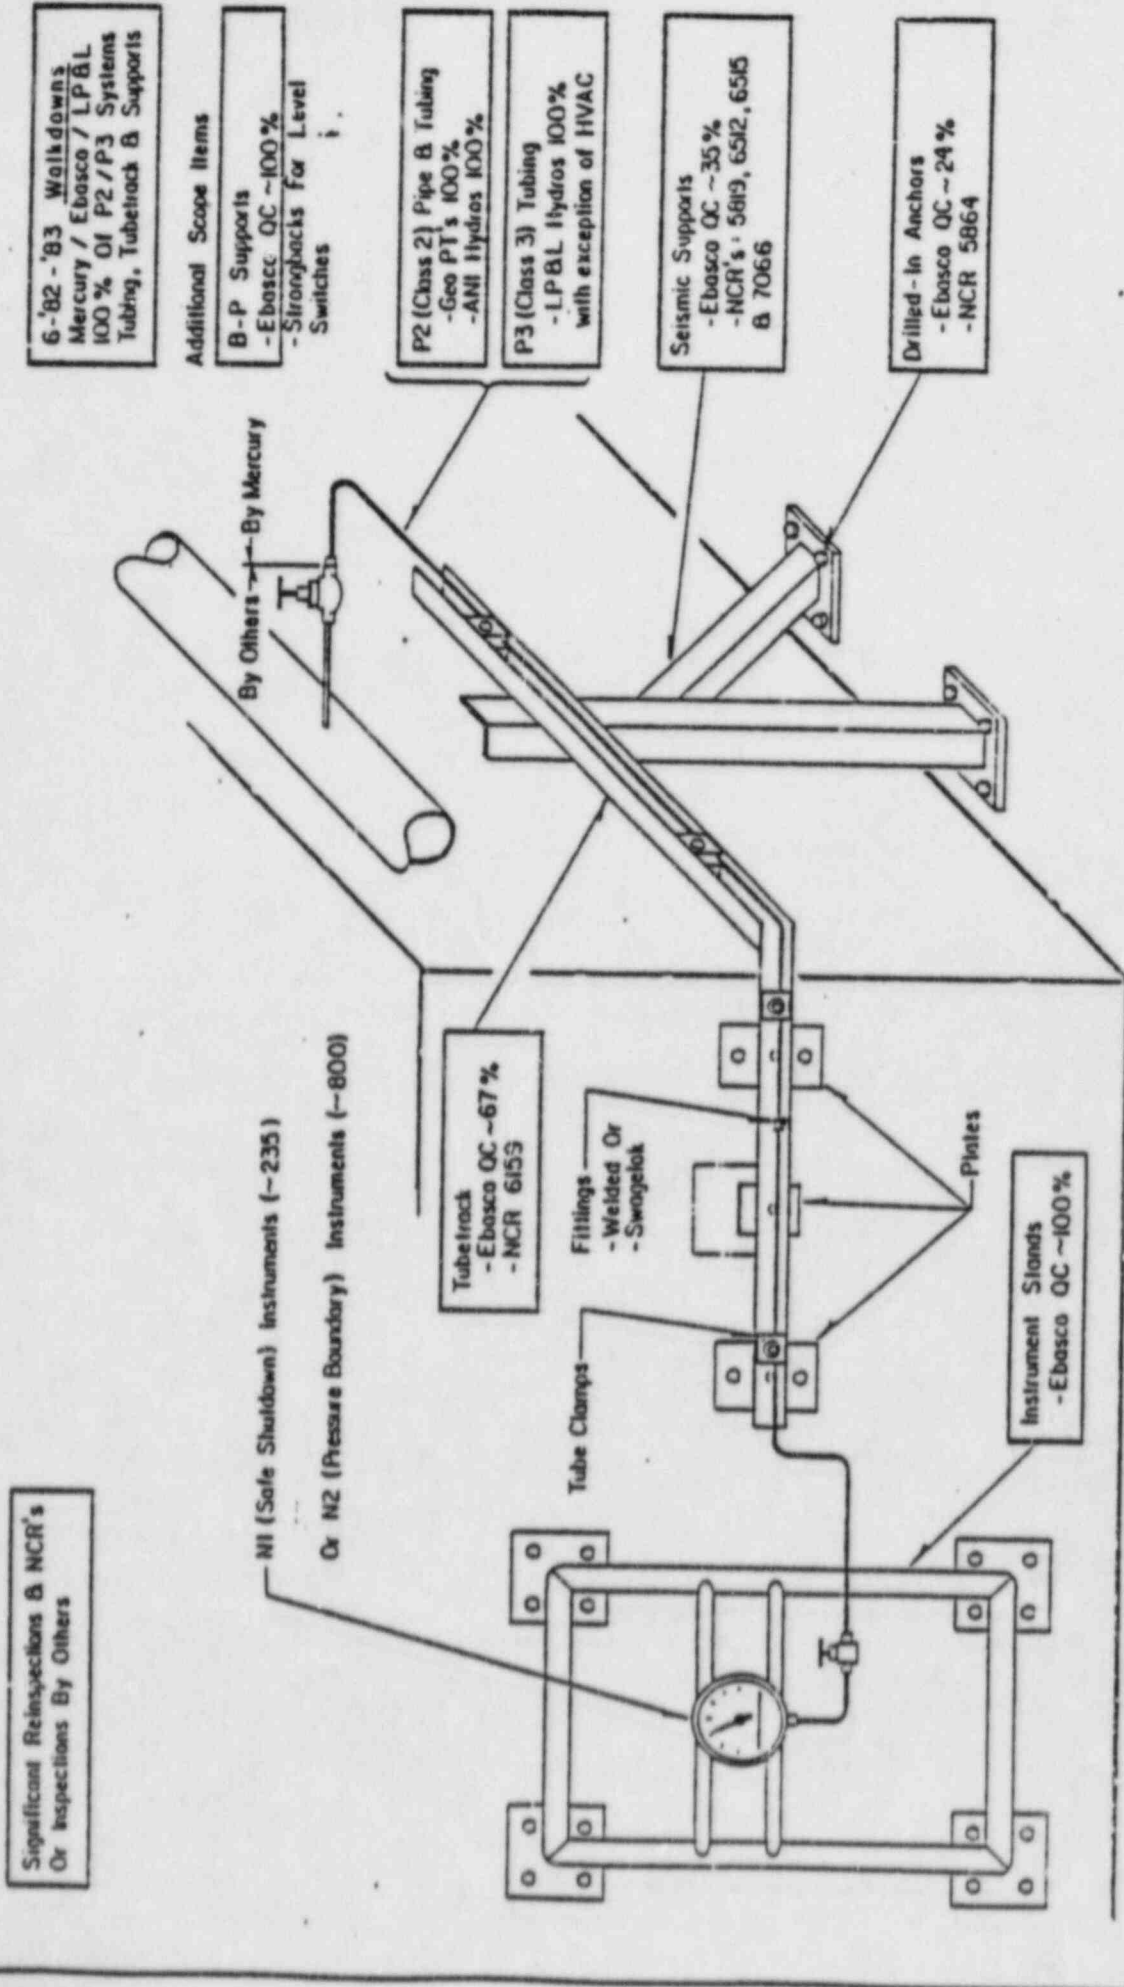 Significant Reinspections & NCR's
Or Inspections By Others
6-'82-'83 Walkdowns
Mercury / Ebasco / LP&L
100% Of P2/P3 Systems
Tubing, Tubetrack & Supports
Additional Scope Items
B-P Supports
-Ebasco QC ~100%
-Strongbacks For Level
Switches
By Others
By Mercury
P2 (Class 2) Pipe & Tubing
-Geo PT's 100%
-ANI Hydros 100%
P3 (Class 3) Tubing
-LP&L Hydros 100%
with exception of HVAC
Seismic Supports
-Ebasco QC ~35%
-NCR's: 5819, 6512, 6515
& 7066
Drilled-In Anchors
-Ebasco QC ~24%
-NCR 5864
N1 (Safe Shutdown) Instruments (~235)
Or N2 (Pressure Boundary) Instruments (~800)
Tubetrack
-Ebasco QC ~67%
-NCR 6159
Fittings
-Welded Or
-Swagelok
Tube Clamps
Plates
Instrument Stands
-Ebasco QC ~100%